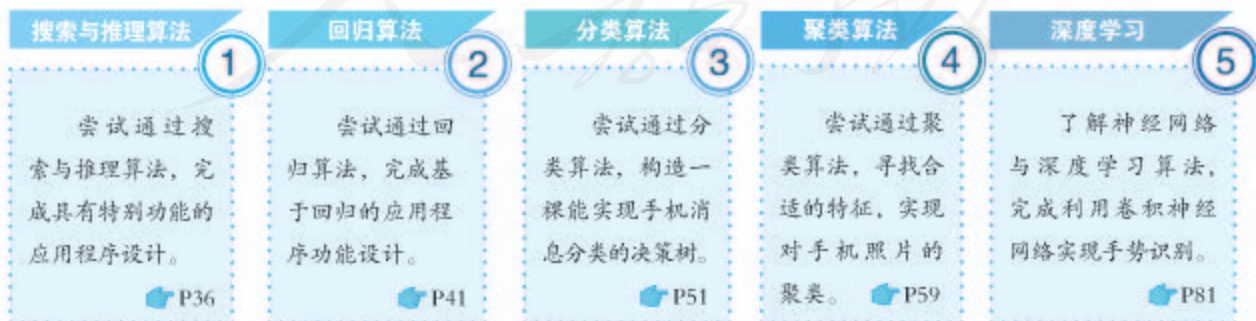 搜索与推理算法
1
尝试通过搜
索与推理算法，完
成具有特别功能的
应用程序设计。
P36
回归算法
2
尝试通过回
归算法，完成基
于回归的应用程
序功能设计。
P41
分类算法
3
尝试通过分
类算法，构造一
棵能实现手机消
息分类的决策树。
P51
聚类算法
4
尝试通过聚
类算法，寻找合
适的特征，实现
对手机照片的
聚类。 P59
深度学习
5
了解神经网络
与深度学习算法，
完成利用卷积神经
网络实现手势识别。
P81